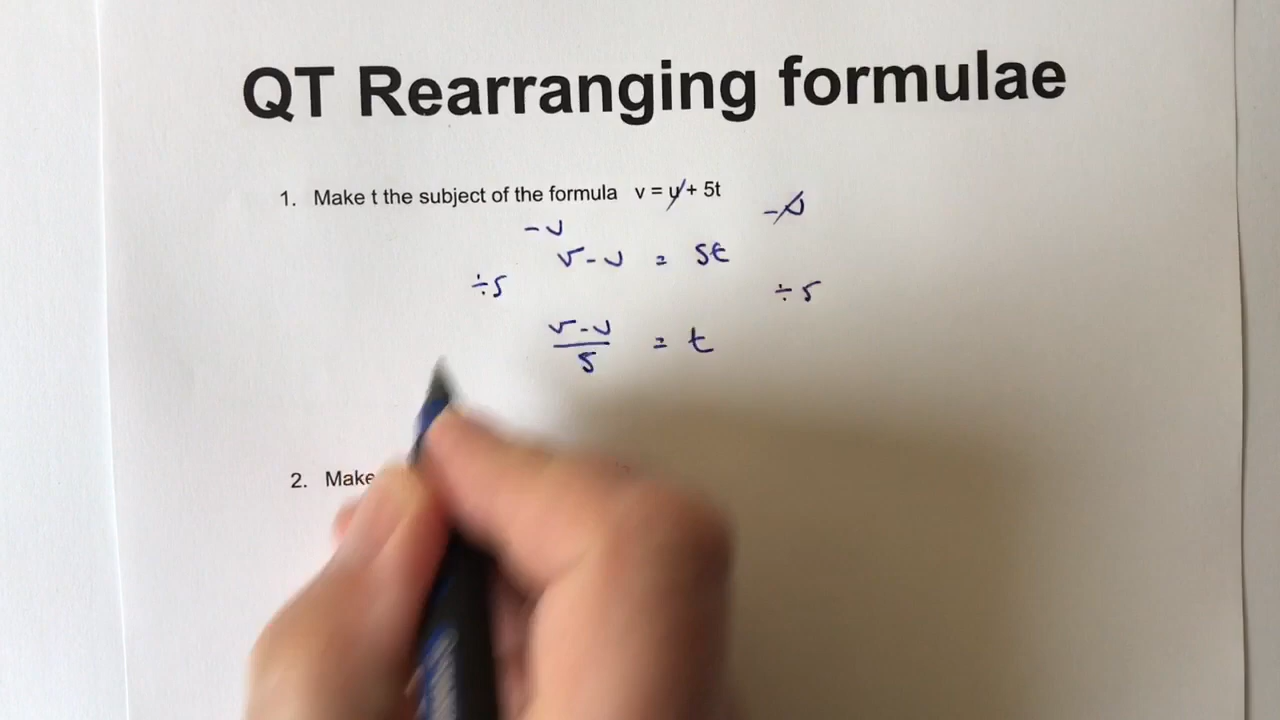 QT Rearranging formulae
1. Make t the subject of the formula v = u + 5t
-u -u
v-u = 5t
÷5 ÷5
v-u
5
= t
2. Make